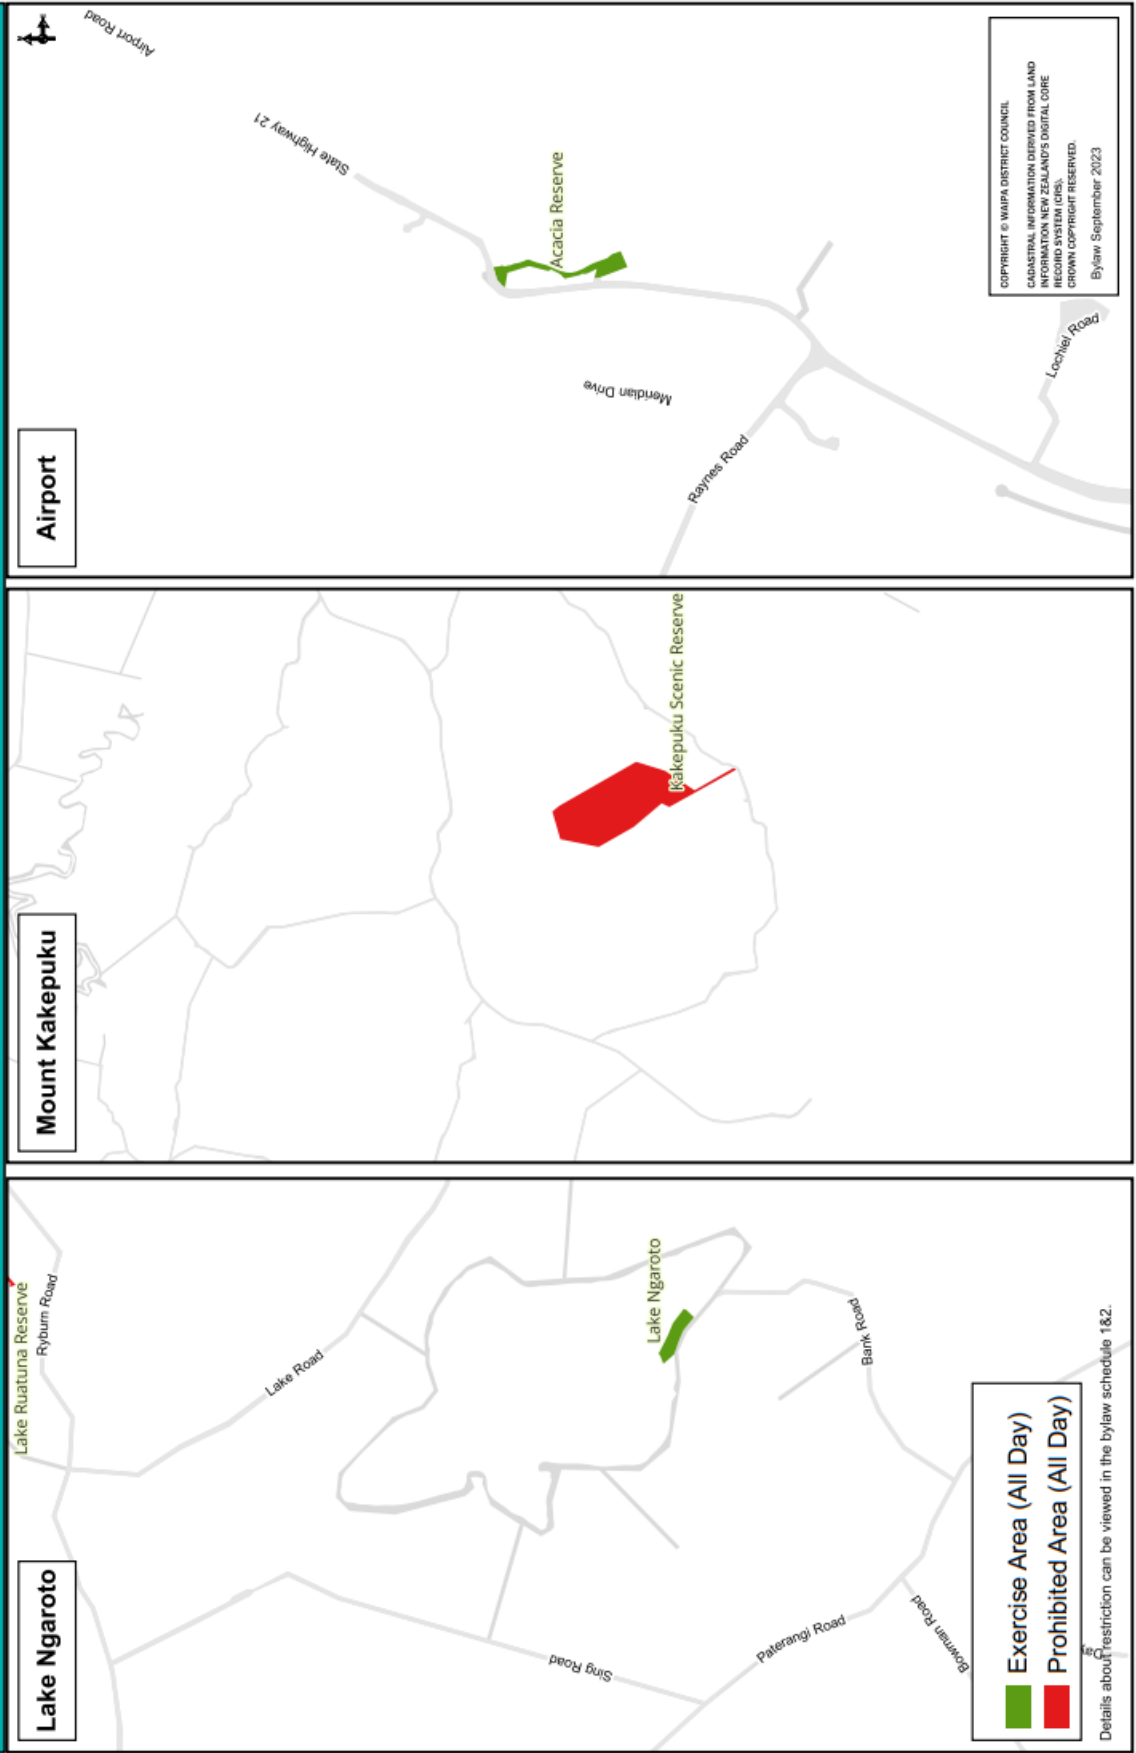 Lake Ngaroto
Lake Ruatuna Reserve
Ryburn Road
Lake Road
Lake Ngaroto
Sing Road
Paterangi Road
Bank Road
Bowman Road
Day
Exercise Area (All Day)
Prohibited Area (All Day)
Details about restriction can be viewed in the bylaw schedule 1&2.
Mount Kakepuku
Kakepuku Scenic Reserve
Airport
Airport Road
State Highway 21
Acacia Reserve
Meridian Drive
Raynes Road
Lochiel Road
COPYRIGHT © WAIPA DISTRICT COUNCIL
CADASTRAL INFORMATION DERIVED FROM LAND
INFORMATION NEW ZEALAND'S DIGITAL CORE
RECORD SYSTEM (CRS).
CROWN COPYRIGHT RESERVED.
Bylaw September 2023